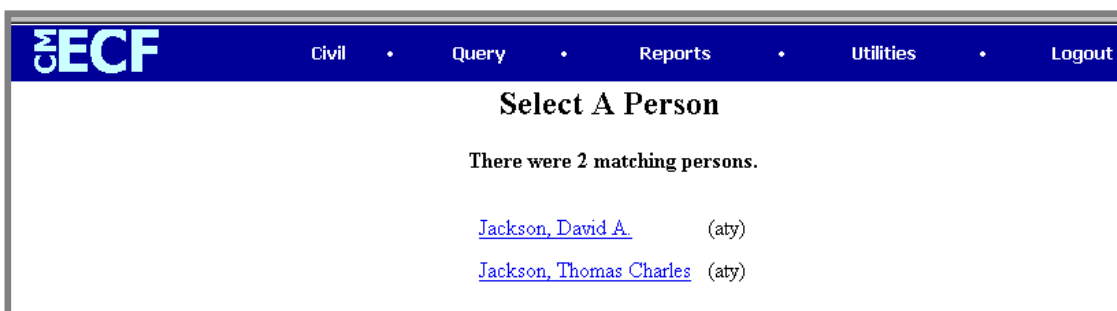 CM ECF Civil • Query • Reports • Utilities • Logout
Select A Person
There were 2 matching persons.
Jackson, David A. (aty)
Jackson, Thomas Charles (aty)